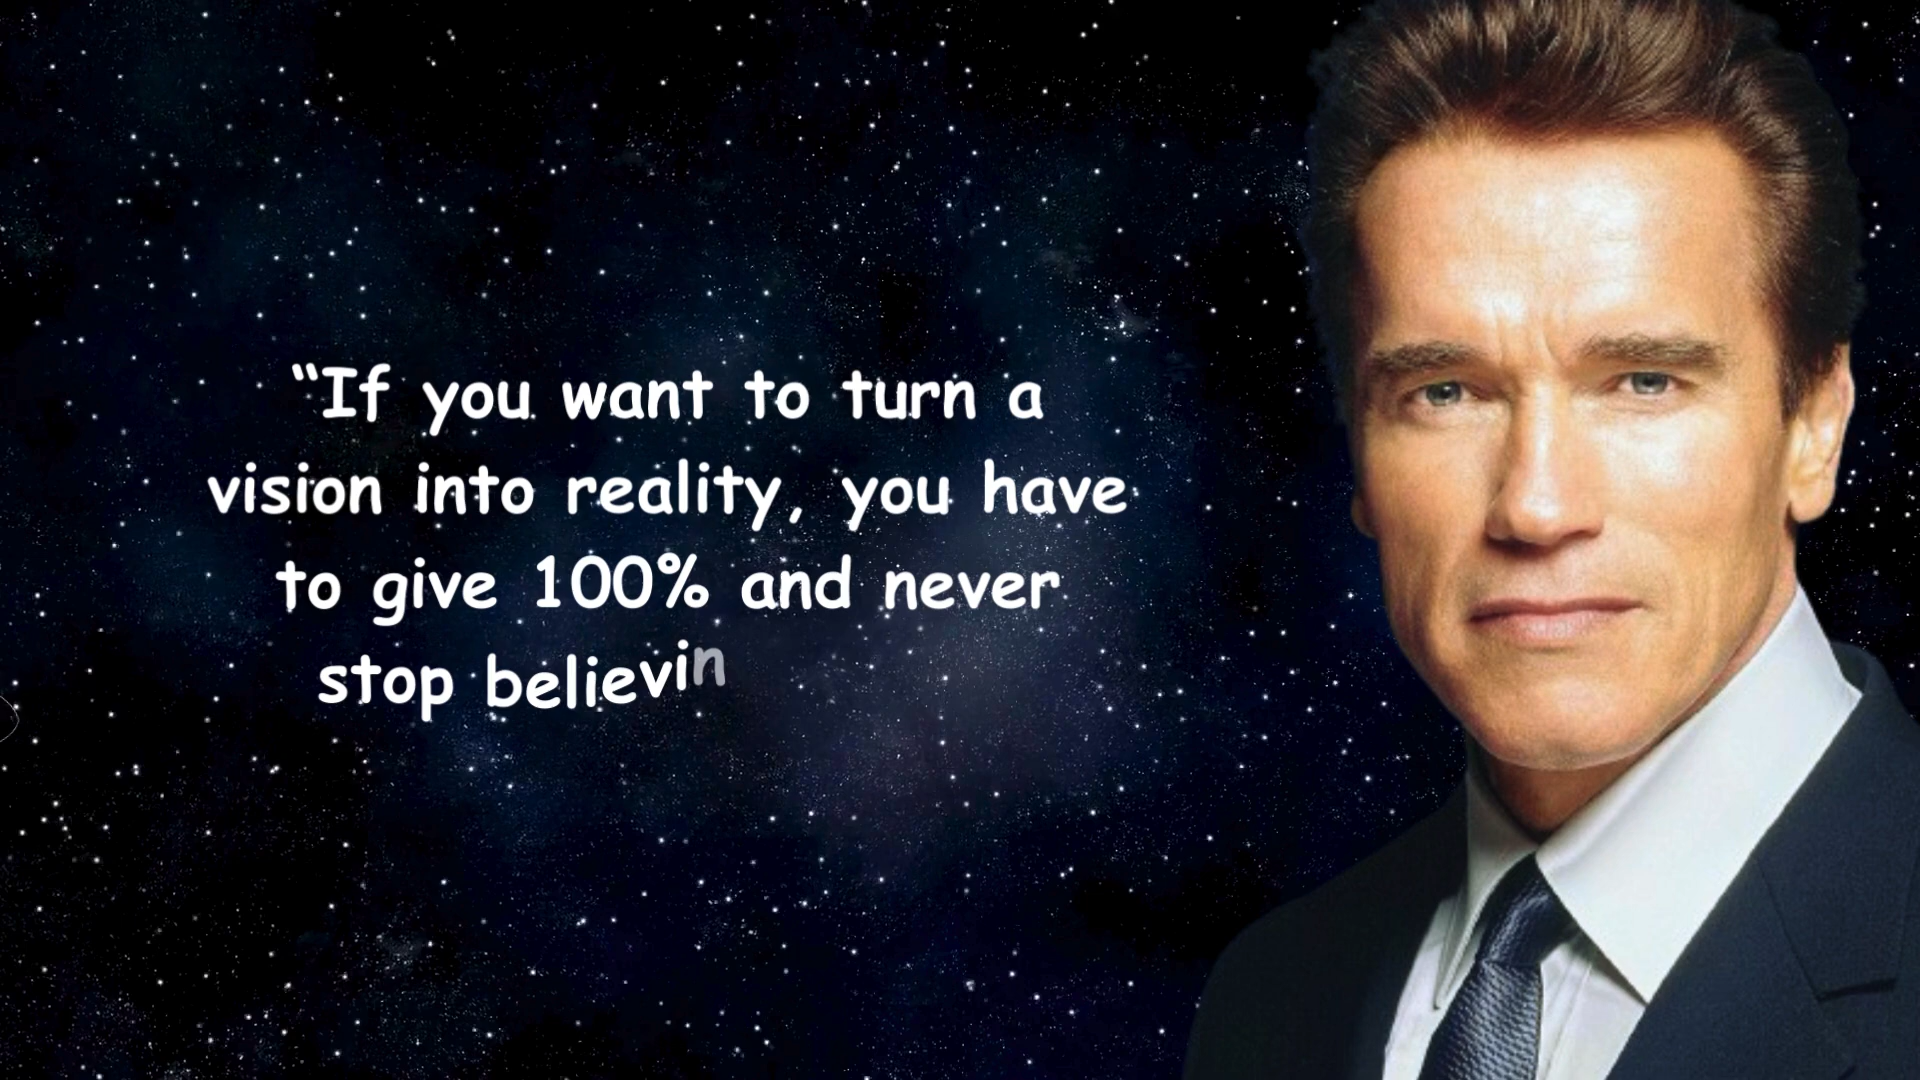 “If you want to turn a
vision into reality, you have
to give 100% and never
stop believin